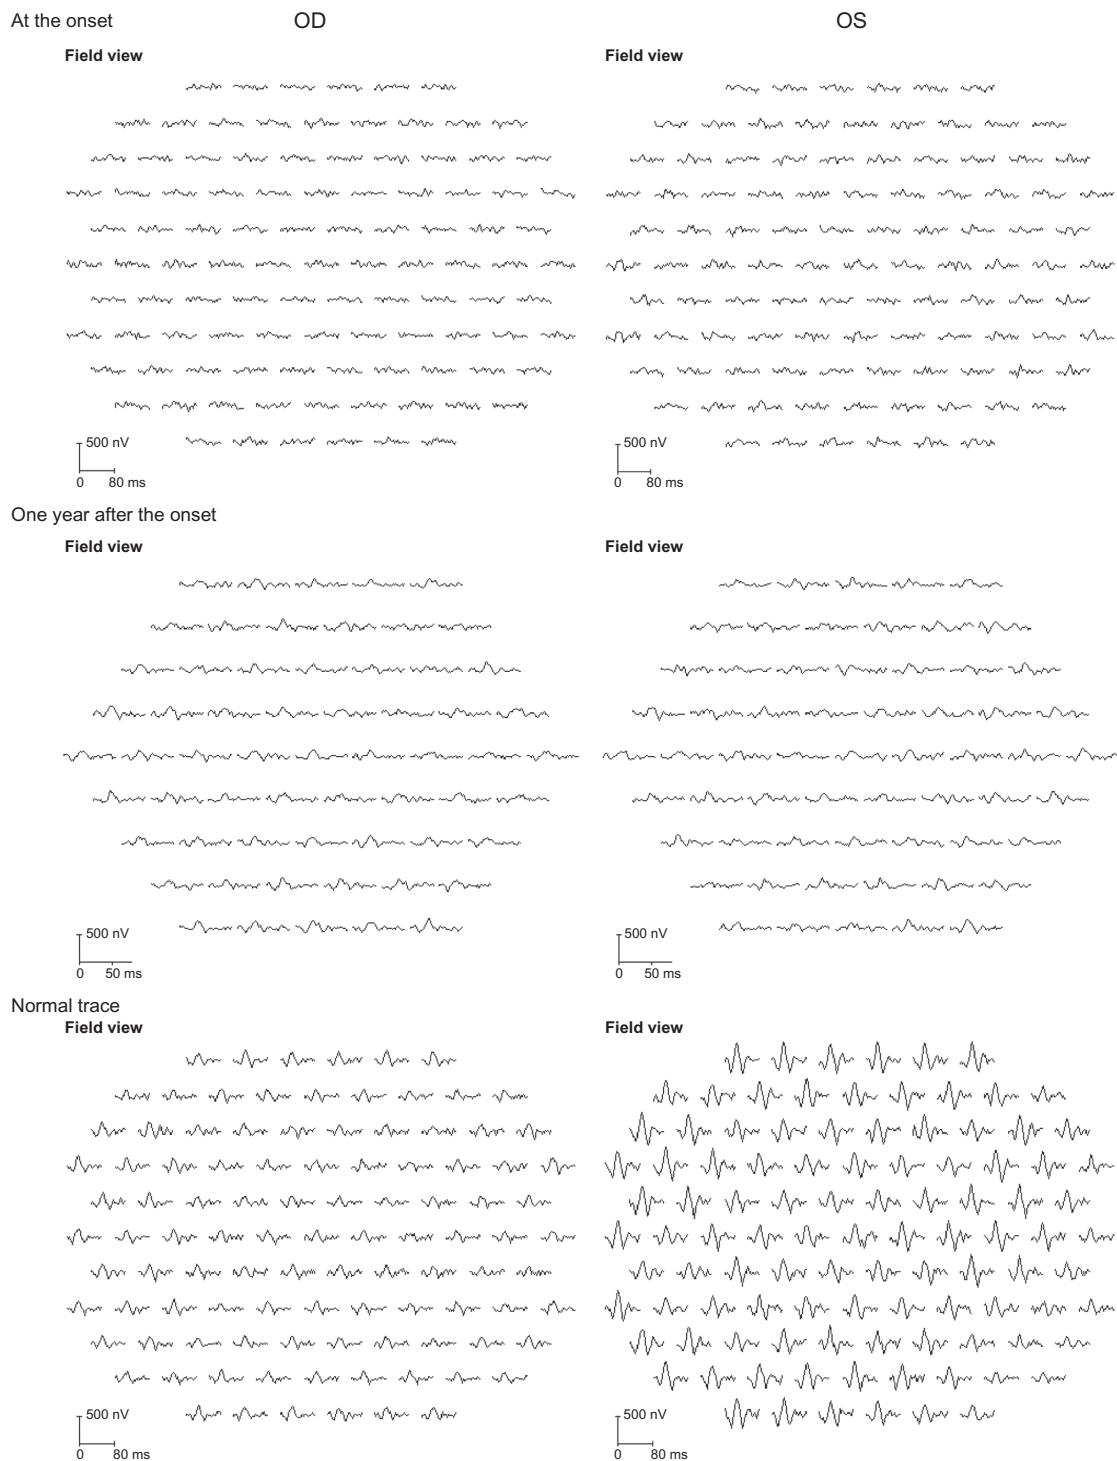 At the onset OD OS
Field view Field view
500 nV 500 nV
0 80 ms 0 80 ms
One year after the onset
Field view Field view
500 nV 500 nV
0 50 ms 0 50 ms
Normal trace
Field view Field view
500 nV 500 nV
0 80 ms 0 80 ms